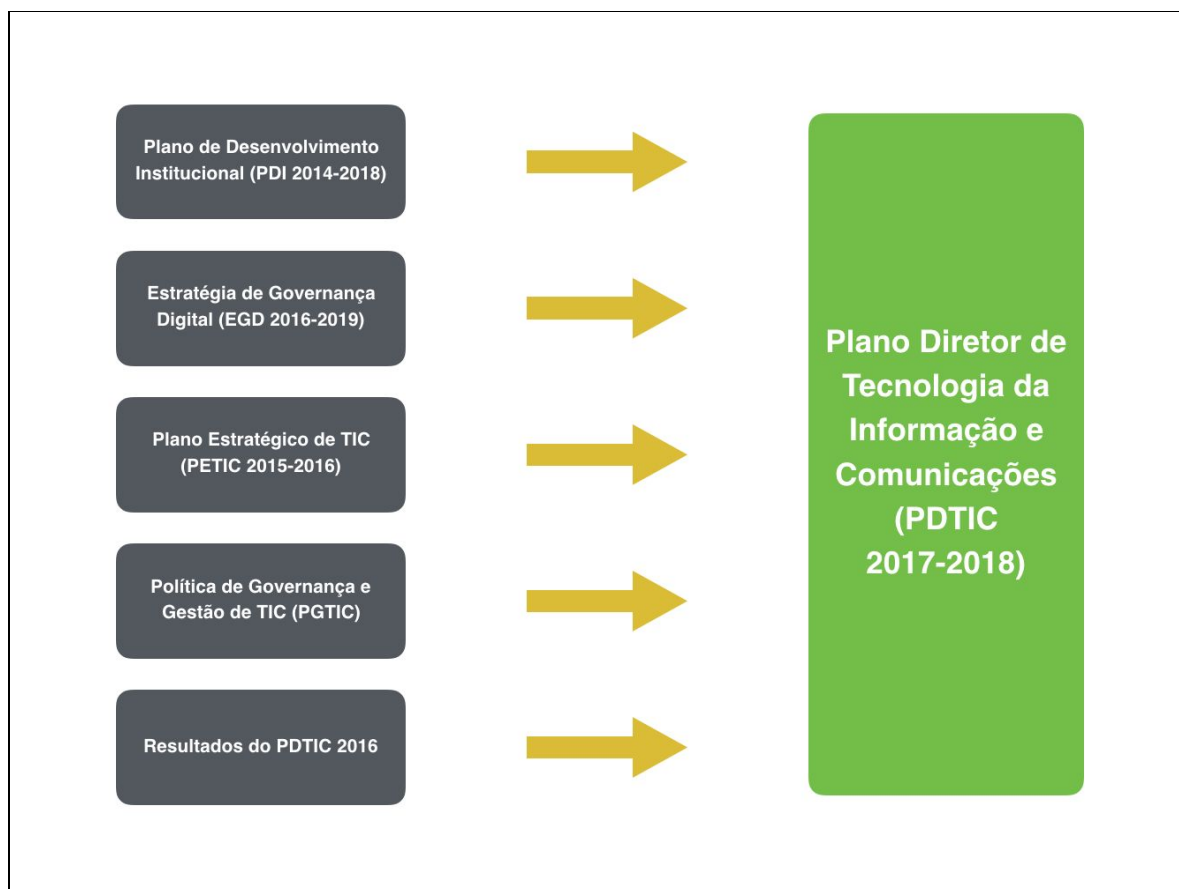 Plano de Desenvolvimento
Institucional (PDI 2014-2018)
Estratégia de Governança
Digital (EGD 2016-2019)
Plano Estratégico de TIC
(PETIC 2015-2016)
Política de Governança e
Gestão de TIC (PGTIC)
Resultados do PDTIC 2016
Plano Diretor de
Tecnologia da
Informação e
Comunicações
(PDTIC
2017-2018)